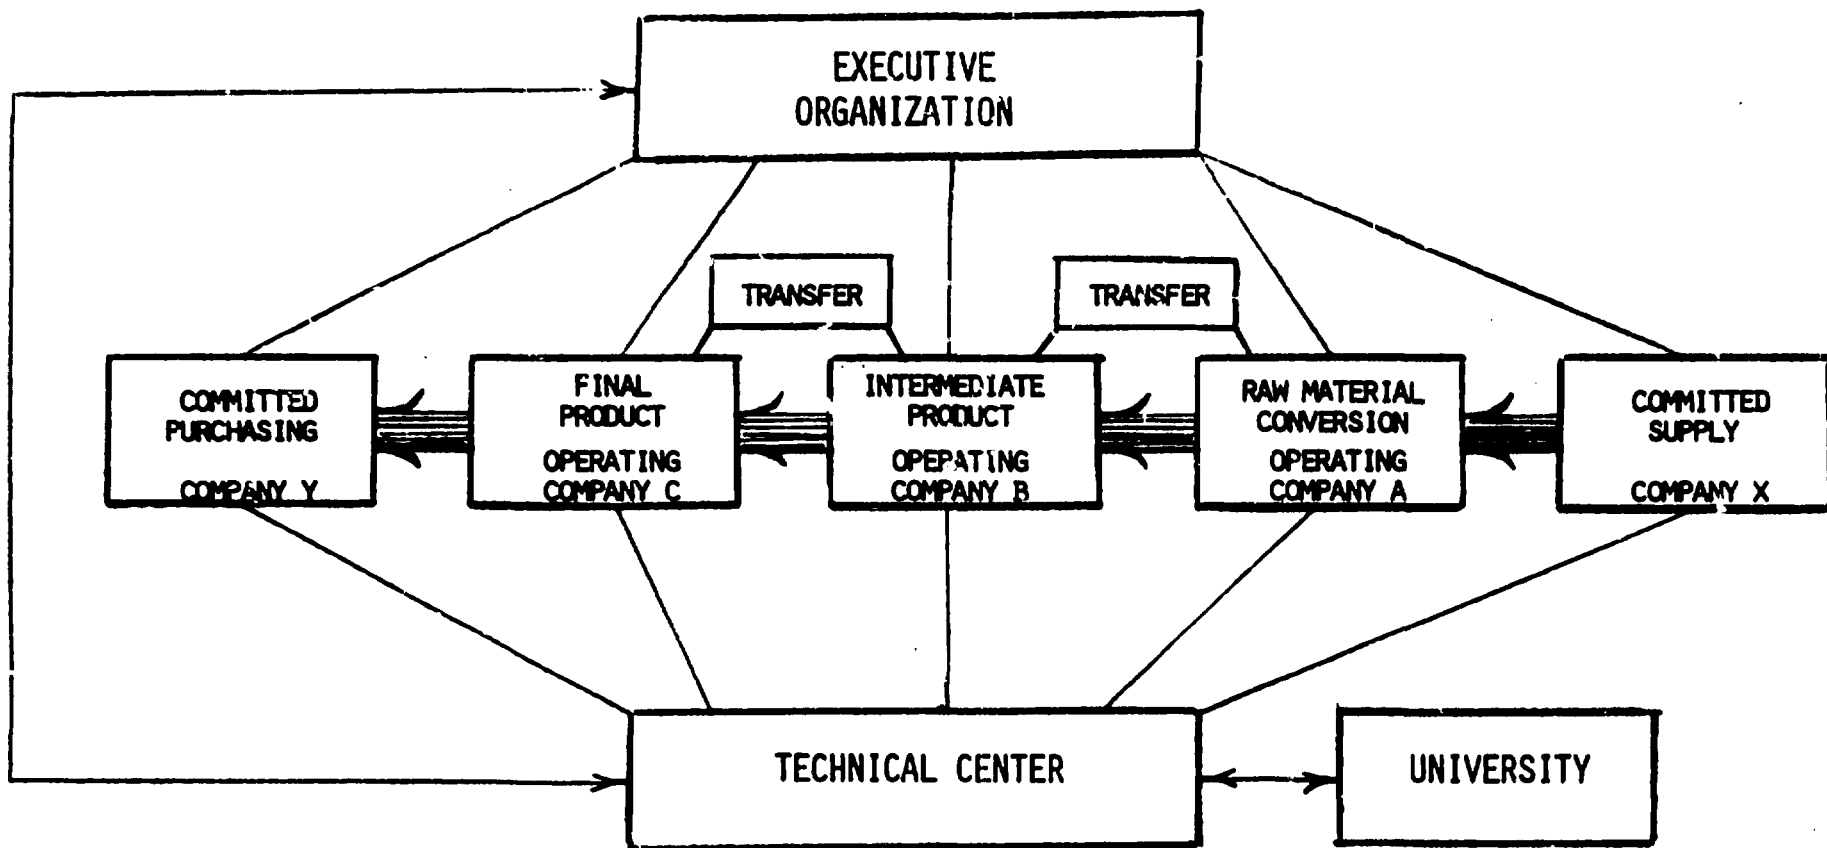 EXECUTIVE
ORGANIZATION
TRANSFER
TRANSFER
COMMITTED
PURCHASING
COMPANY Y
FINAL
PRODUCT
OPERATING
COMPANY C
INTERMEDIATE
PRODUCT
OPERATING
COMPANY B
RAW MATERIAL
CONVERSION
OPERATING
COMPANY A
COMMITTED
SUPPLY
COMPANY X
TECHNICAL CENTER
UNIVERSITY